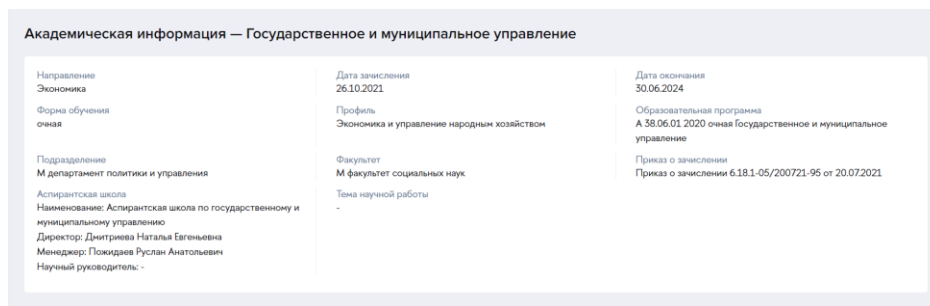 Академическая информация — Государственное и муниципальное управление
Направление
Экономика
Дата зачисления
26.10.2021
Дата окончания
30.06.2024
Форма обучения
очная
Профиль
Экономика и управление народным хозяйством
Образовательная программа
А 38.06.01 2020 очная Государственное и муниципальное
управление
Подразделение
М департамент политики и управления
Факультет
М факультет социальных наук
Приказ о зачислении
Приказ о зачислении 6.18.1-05/200721-95 от 20.07.2021
Аспирантская школа
Наименование: Аспирантская школа по государственному и
муниципальному управлению
Директор: Дмитриева Наталья Евгеньевна
Менеджер: Пожидаев Руслан Анатольевич
Научный руководитель: -
Тема научной работы
-